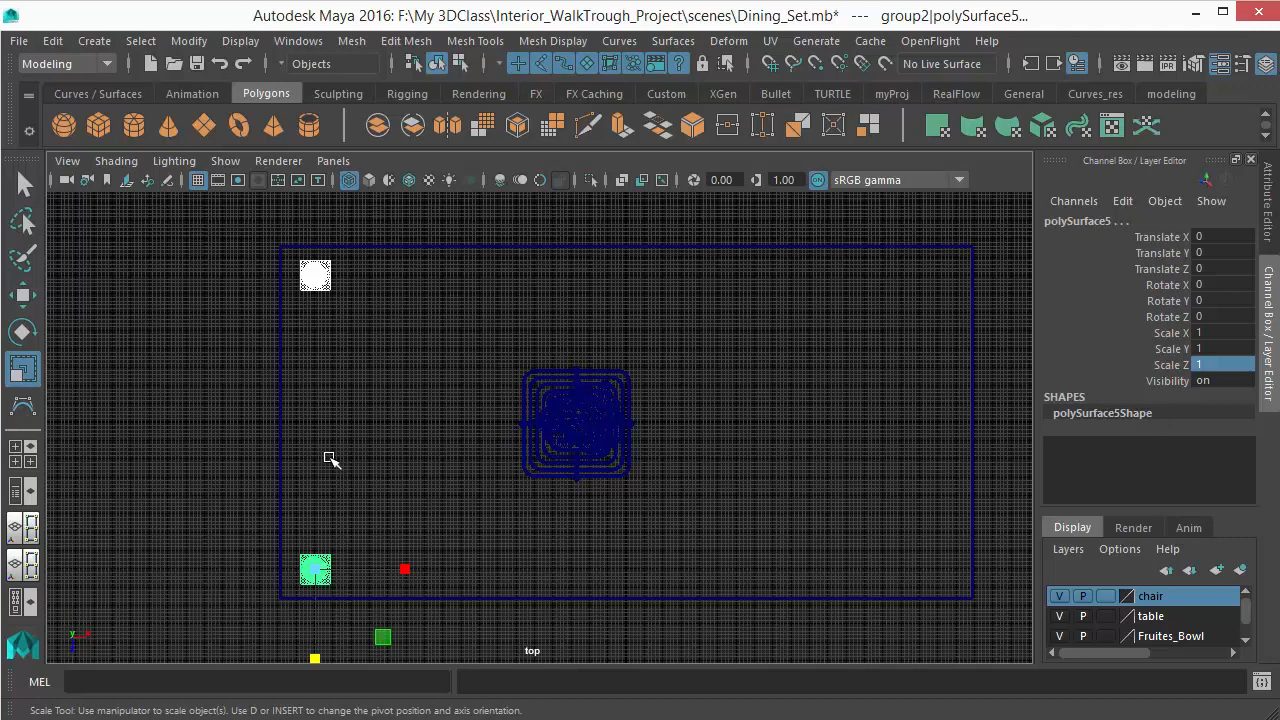 Autodesk Maya 2016: F:\My 3DClass\Interior_WalkTrough_Project\scenes\Dining_Set.mb* --- group2|polySurface5...
File Edit Create Select Modify Display Windows Mesh Edit Mesh Mesh Tools Mesh Display Curves Surfaces Deform UV Generate Cache OpenFlight Help
Modeling Objects No Live Surface
Curves / Surfaces Animation Polygons Sculpting Rigging Rendering FX FX Caching Custom XGen Bullet TURTLE myProj RealFlow General Curves_res modeling
View Shading Lighting Show Renderer Panels
0.00 1.00 sRGB gamma
Channel Box / Layer Editor
Channels Edit Object Show
polySurface5 . . .
Translate X 0
Translate Y 0
Translate Z 0
Rotate X 0
Rotate Y 0
Rotate Z 0
Scale X 1
Scale Y 1
Scale Z 1
Visibility on
SHAPES
polySurface5Shape
Display Render Anim
Layers Options Help
V P chair
V P table
V P Fruites_Bowl
Attribute Editor
Channel Box / Layer Editor
y x
top
MEL
Scale Tool: Use manipulator to scale object(s). Use D or INSERT to change the pivot position and axis orientation.